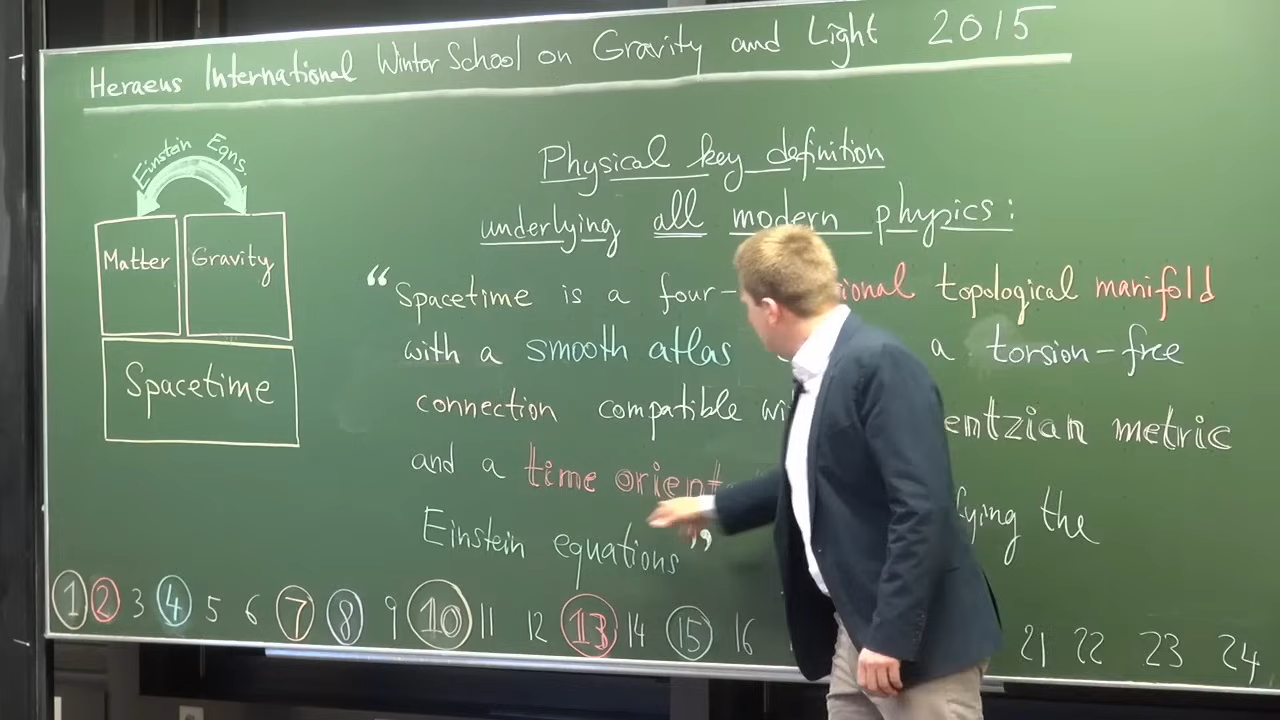 Heraeus International Winter School on Gravity and Light 2015
Einstein Eqns.
Matter Gravity
Spacetime
Physical key definition
underlying all modern physics:
“Spacetime is a four- topological manifold
with a smooth atlas a torsion-free
connection compatible metric
and a time the
Einstein equations”
1 2 3 4 5 6 7 8 9 10 11 12 13 14 15 16 21 22 23 24